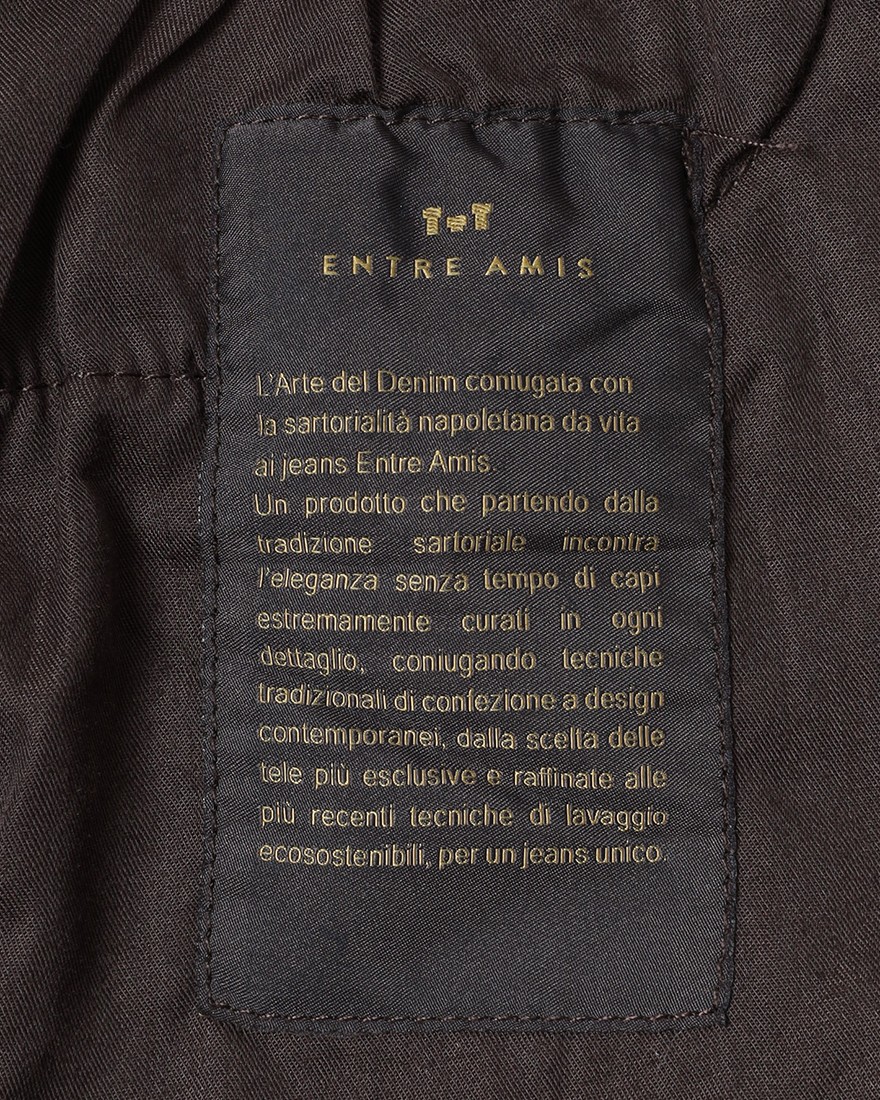 ENTRE AMIS
L'Arte del Denim coniugata con
la sartorialità napoletana da vita
ai jeans Entre Amis.
Un prodotto che partendo dalla
tradizione sartoriale incontra
l'eleganza senza tempo di capi
estremamente curati in ogni
dettaglio, coniugando tecniche
tradizionali di confezione a design
contemporanei, dalla scelta delle
tele più esclusive e raffinate alle
più recenti tecniche di lavaggio
ecosostenibili, per un jeans unico.